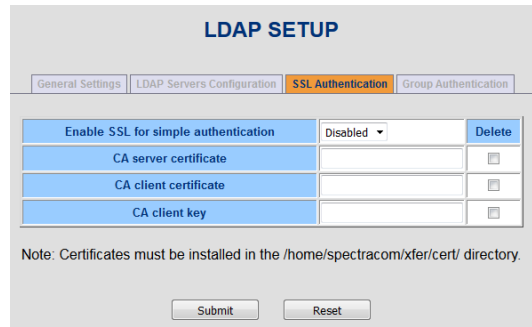 LDAP SETUP
General Settings LDAP Servers Configuration SSL Authentication Group Authentication
Enable SSL for simple authentication Disabled Delete
CA server certificate
CA client certificate
CA client key
Note: Certificates must be installed in the /home/spectracom/xfer/cert/ directory.
Submit Reset